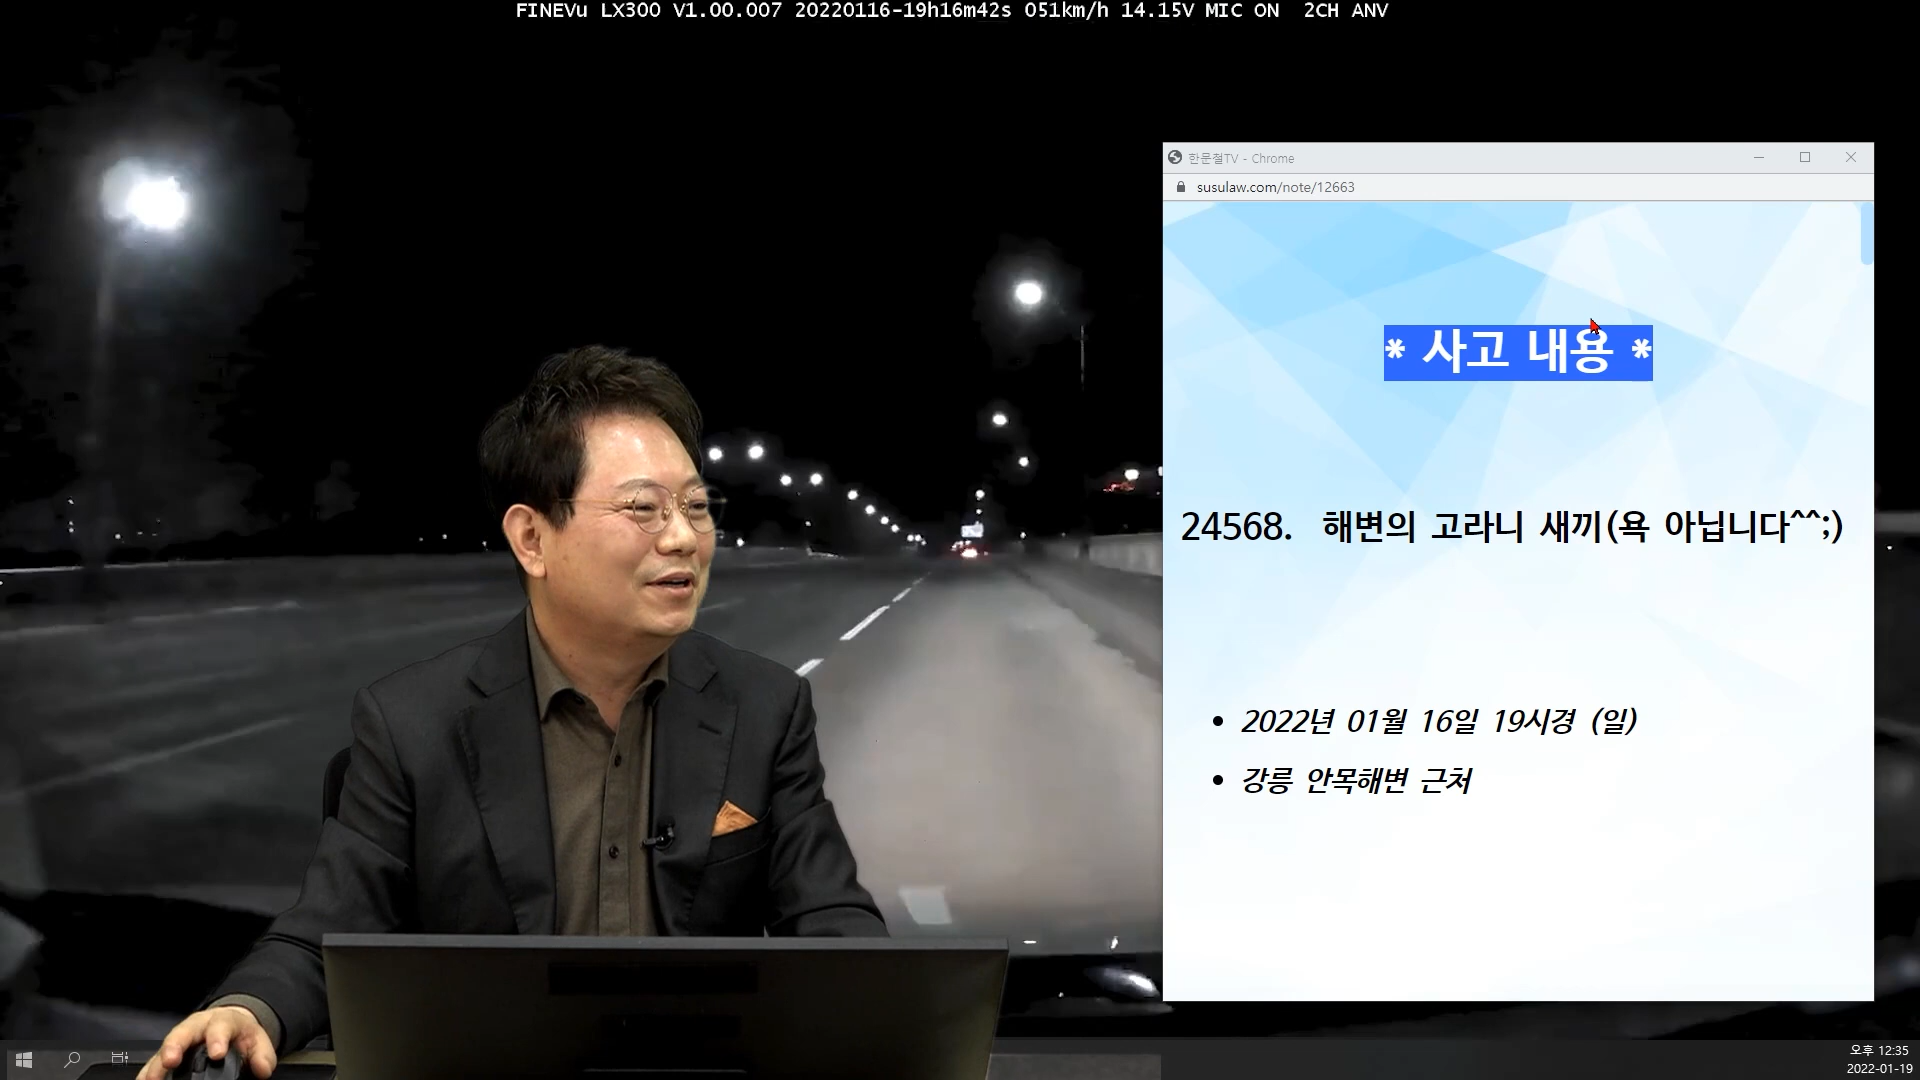 FINEVu LX300 V1.00.007 20220116-19h16m42s 051km/h 14.15V MIC ON 2CH ANV
한문철TV - Chrome
susulaw.com/note/12663
* 사고 내용 *
24568. 해변의 고라니 새끼(욕 아닙니다^^;)
• 2022년 01월 16일 19시경 (일)
• 강릉 안목해변 근처
오후 12:35
2022-01-19